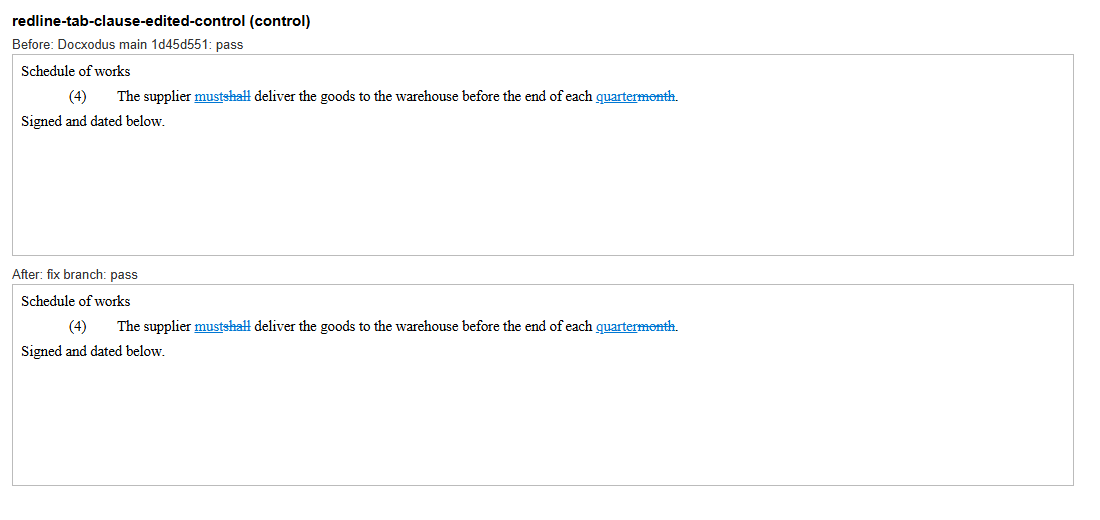 redline-tab-clause-edited-control (control)
Before: Docxodus main 1d45d551: pass
Schedule of works
(4) The supplier mustshall deliver the goods to the warehouse before the end of each quartermonth.
Signed and dated below.
After: fix branch: pass
Schedule of works
(4) The supplier mustshall deliver the goods to the warehouse before the end of each quartermonth.
Signed and dated below.